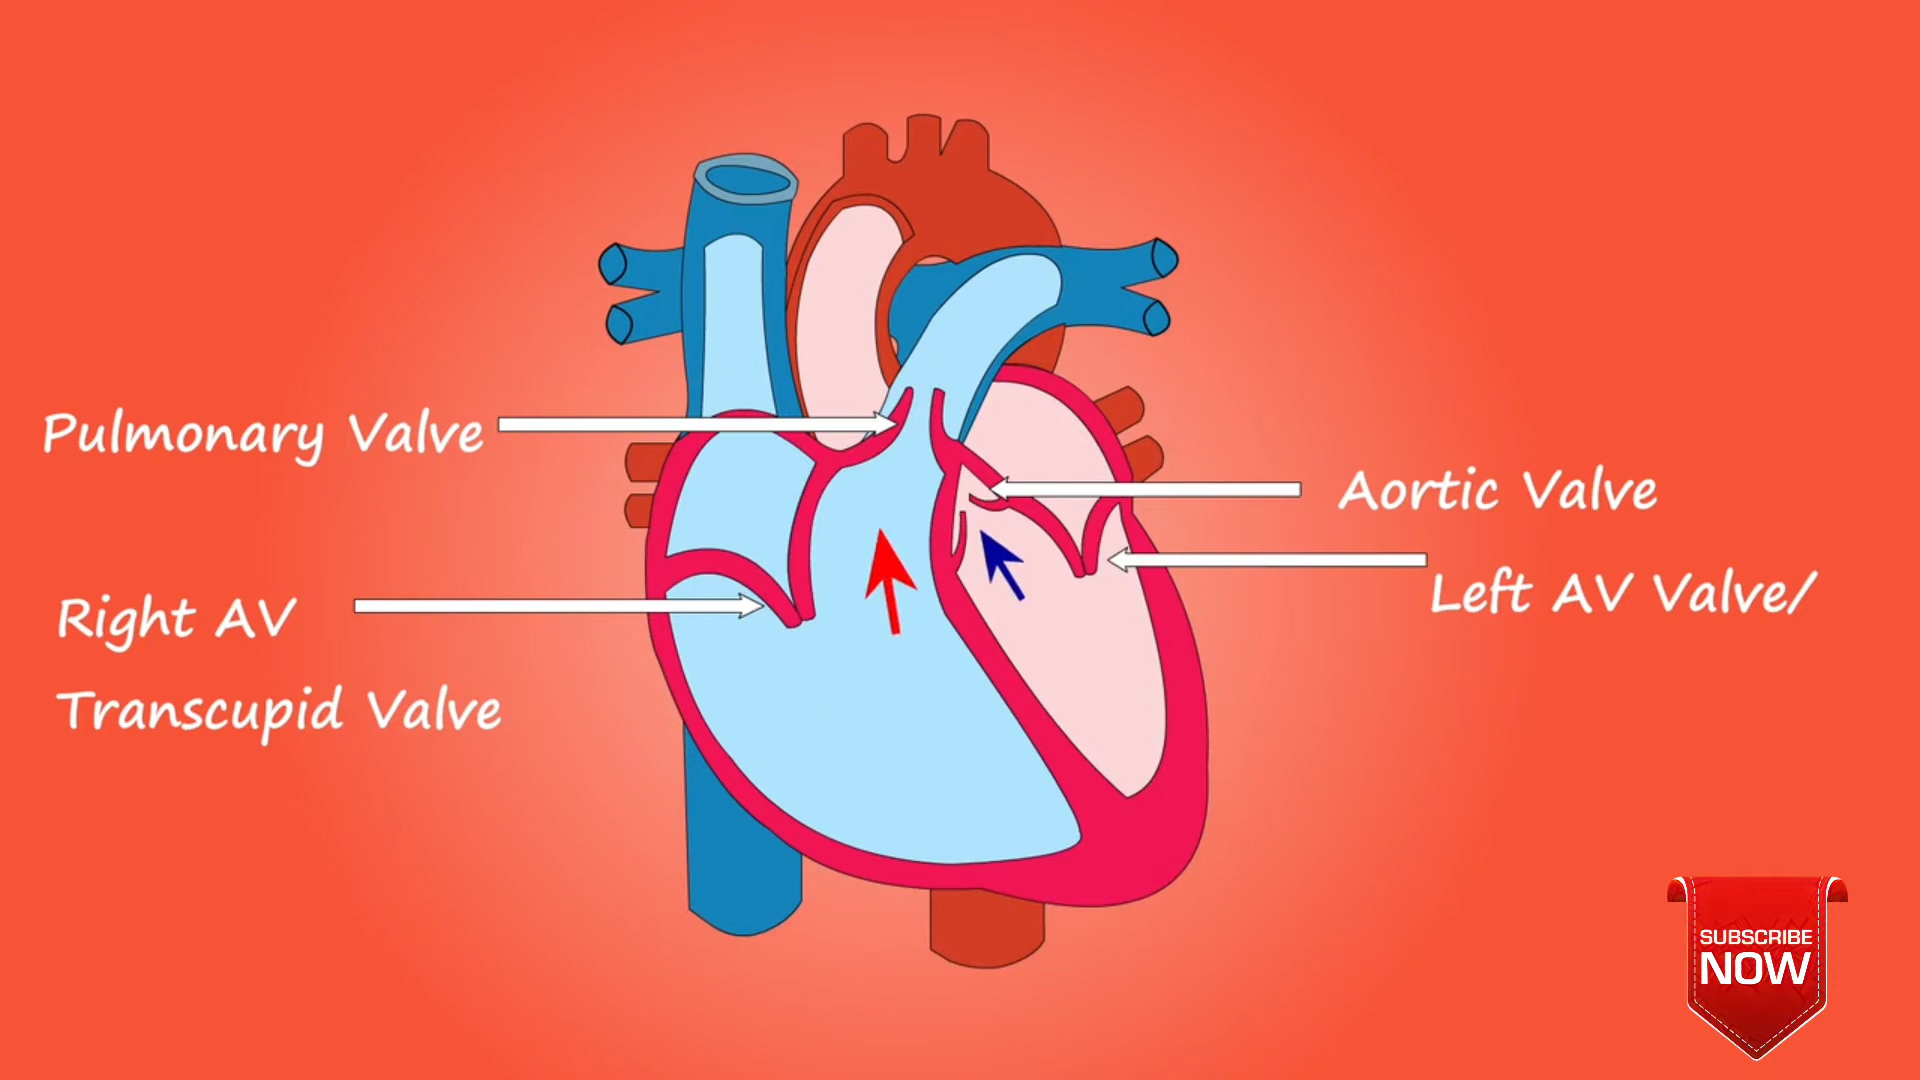 Pulmonary Valve
Aortic Valve
Right AV
Transcupid Valve
Left AV Valve/
SUBSCRIBE
NOW